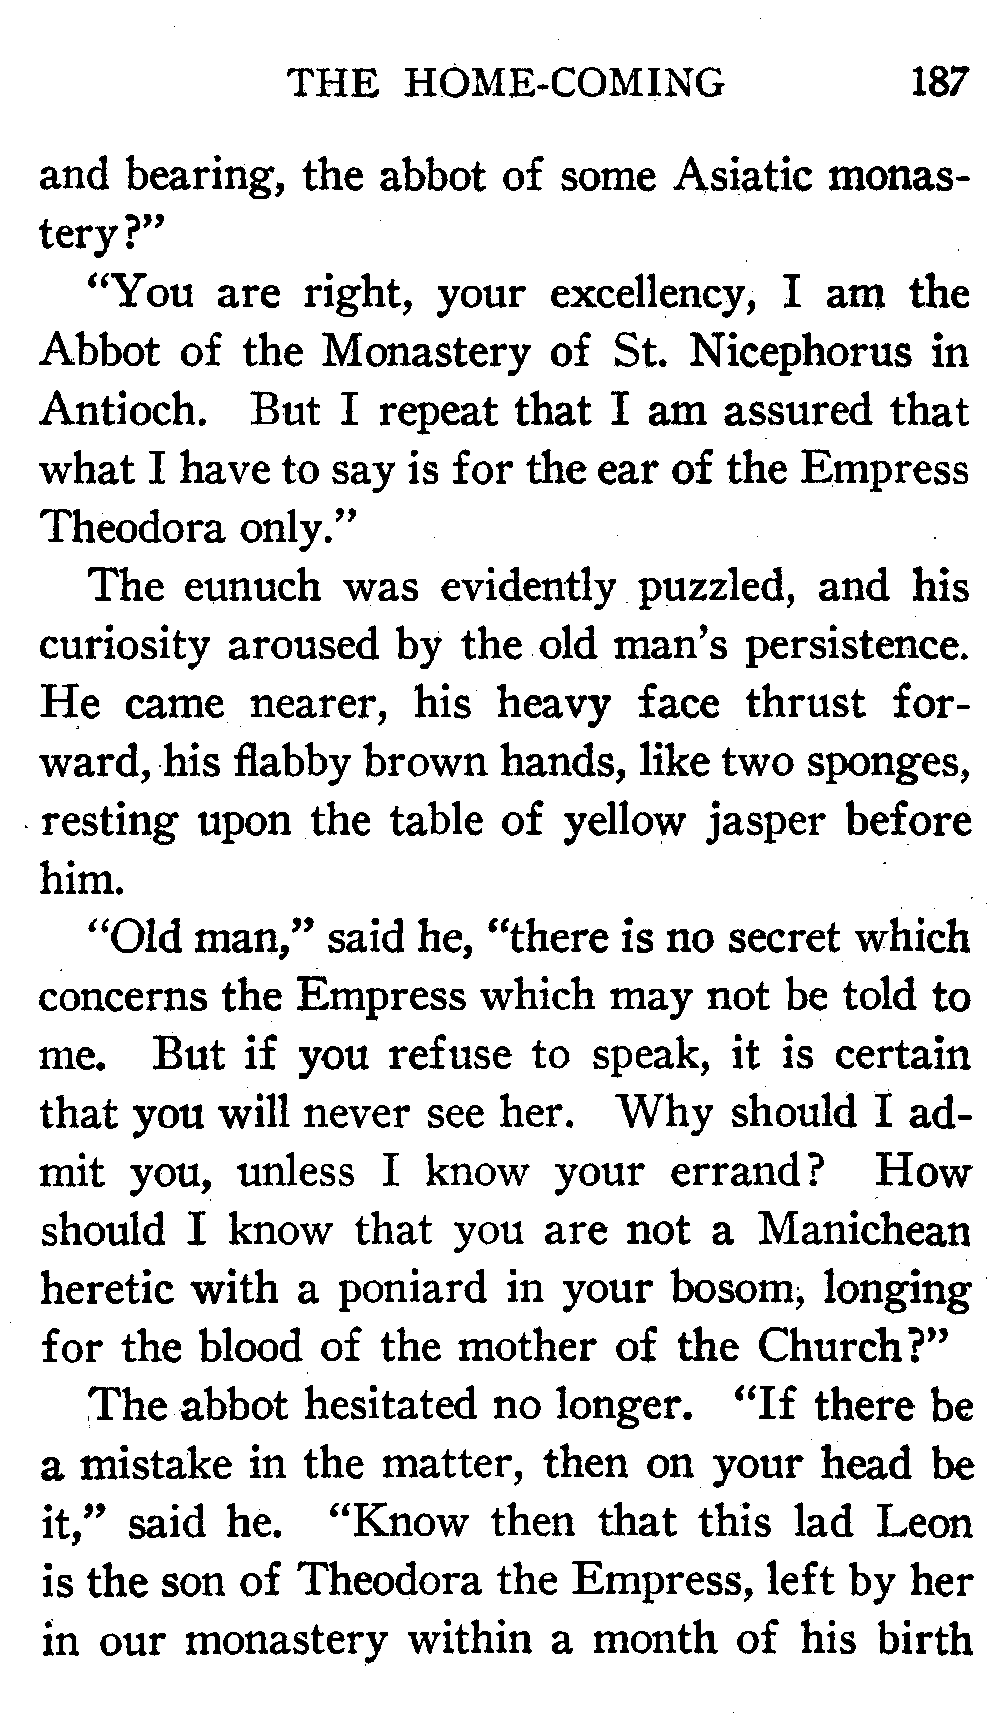 THE HOME-COMING 187
and bearing, the abbot of some Asiatic monas-
tery?”
“You are right, your excellency, I am the
Abbot of the Monastery of St. Nicephorus in
Antioch. But I repeat that I am assured that
what I have to say is for the ear of the Empress
Theodora only.”
The eunuch was evidently puzzled, and his
curiosity aroused by the old man’s persistence.
He came nearer, his heavy face thrust for-
ward, his flabby brown hands, like two sponges,
resting upon the table of yellow jasper before
him.
“Old man,” said he, “there is no secret which
concerns the Empress which may not be told to
me. But if you refuse to speak, it is certain
that you will never see her. Why should I ad-
mit you, unless I know your errand? How
should I know that you are not a Manichean
heretic with a poniard in your bosom, longing
for the blood of the mother of the Church?”
The abbot hesitated no longer. “If there be
a mistake in the matter, then on your head be
it,” said he. “Know then that this lad Leon
is the son of Theodora the Empress, left by her
in our monastery within a month of his birth